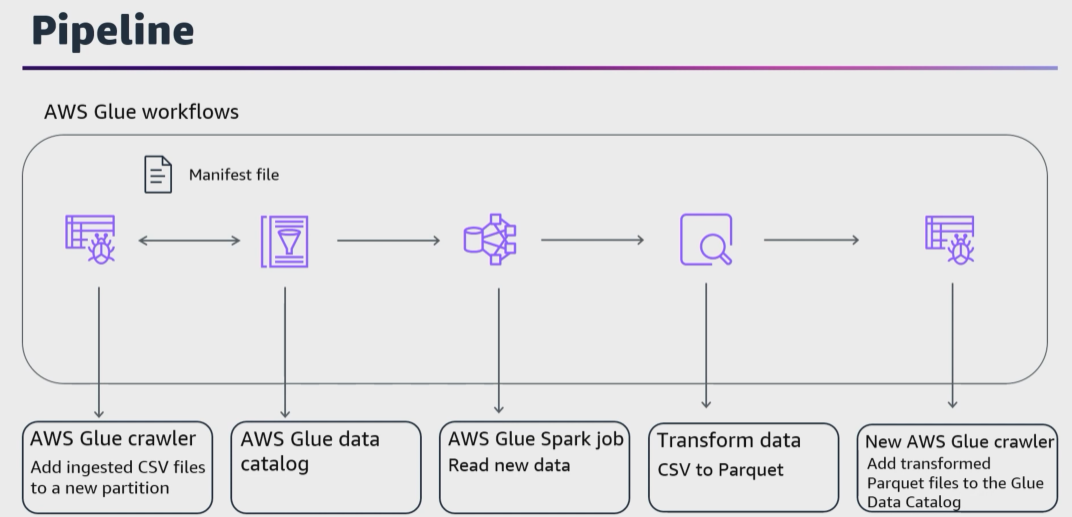 Pipeline
AWS Glue workflows
Manifest file
AWS Glue crawler
Add ingested CSV files
to a new partition
AWS Glue data
catalog
AWS Glue Spark job
Read new data
Transform data
CSV to Parquet
New AWS Glue crawler
Add transformed
Parquet files to the Glue
Data Catalog